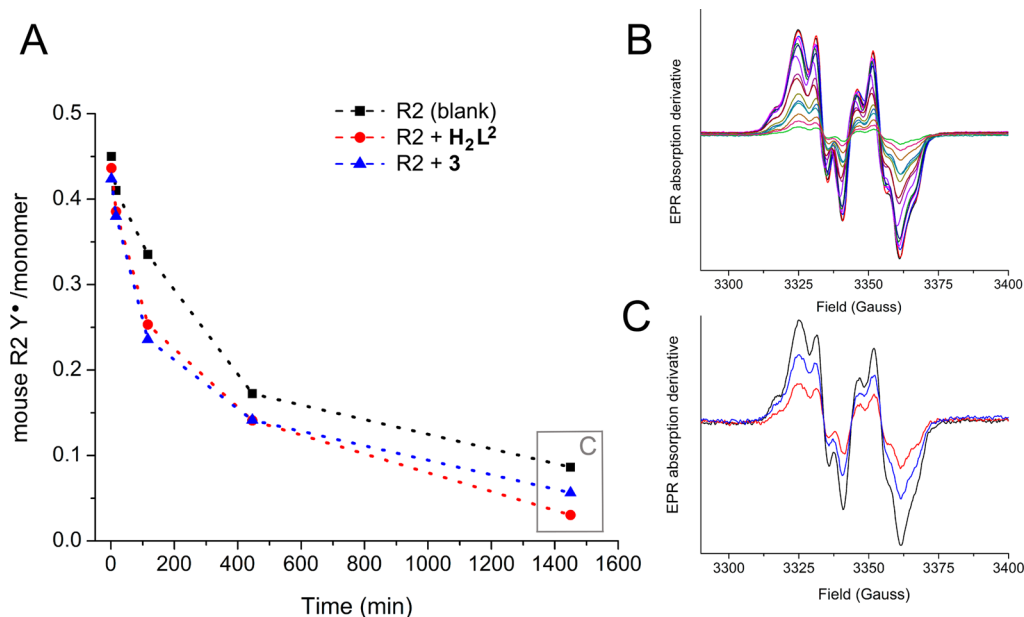 A
R2 (blank)
R2 + H₂L²
R2 + 3
mouse R2 Y•/monomer
0.5
0.4
0.3
0.2
0.1
0.0
C
0 200 400 600 800 1000 1200 1400 1600
Time (min)
B
EPR absorption derivative
3300 3325 3350 3375 3400
Field (Gauss)
C
EPR absorption derivative
3300 3325 3350 3375 3400
Field (Gauss)